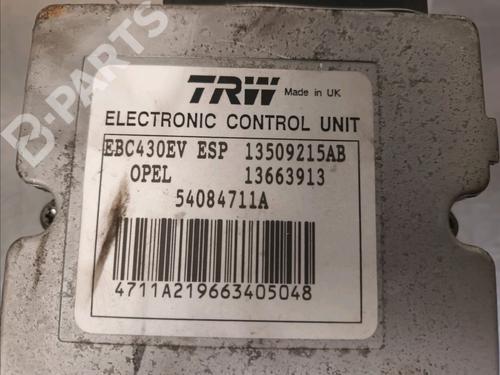 B-PARTS
TRW Made in UK
ELECTRONIC CONTROL UNIT
EBC430EV ESP 13509215AB
OPEL 13663913
54084711A
4711A219663405048